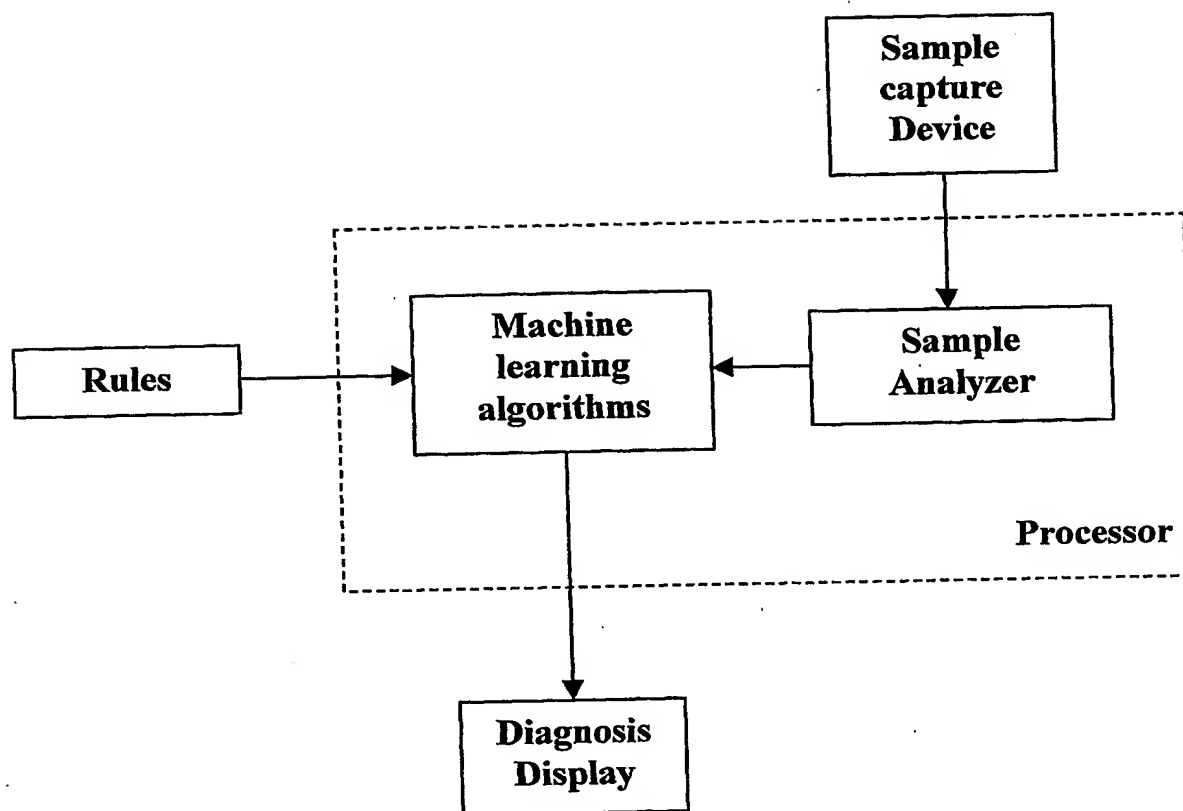 Sample
capture
Device
Machine
learning
algorithms
Sample
Analyzer
Rules
Processor
Diagnosis
Display